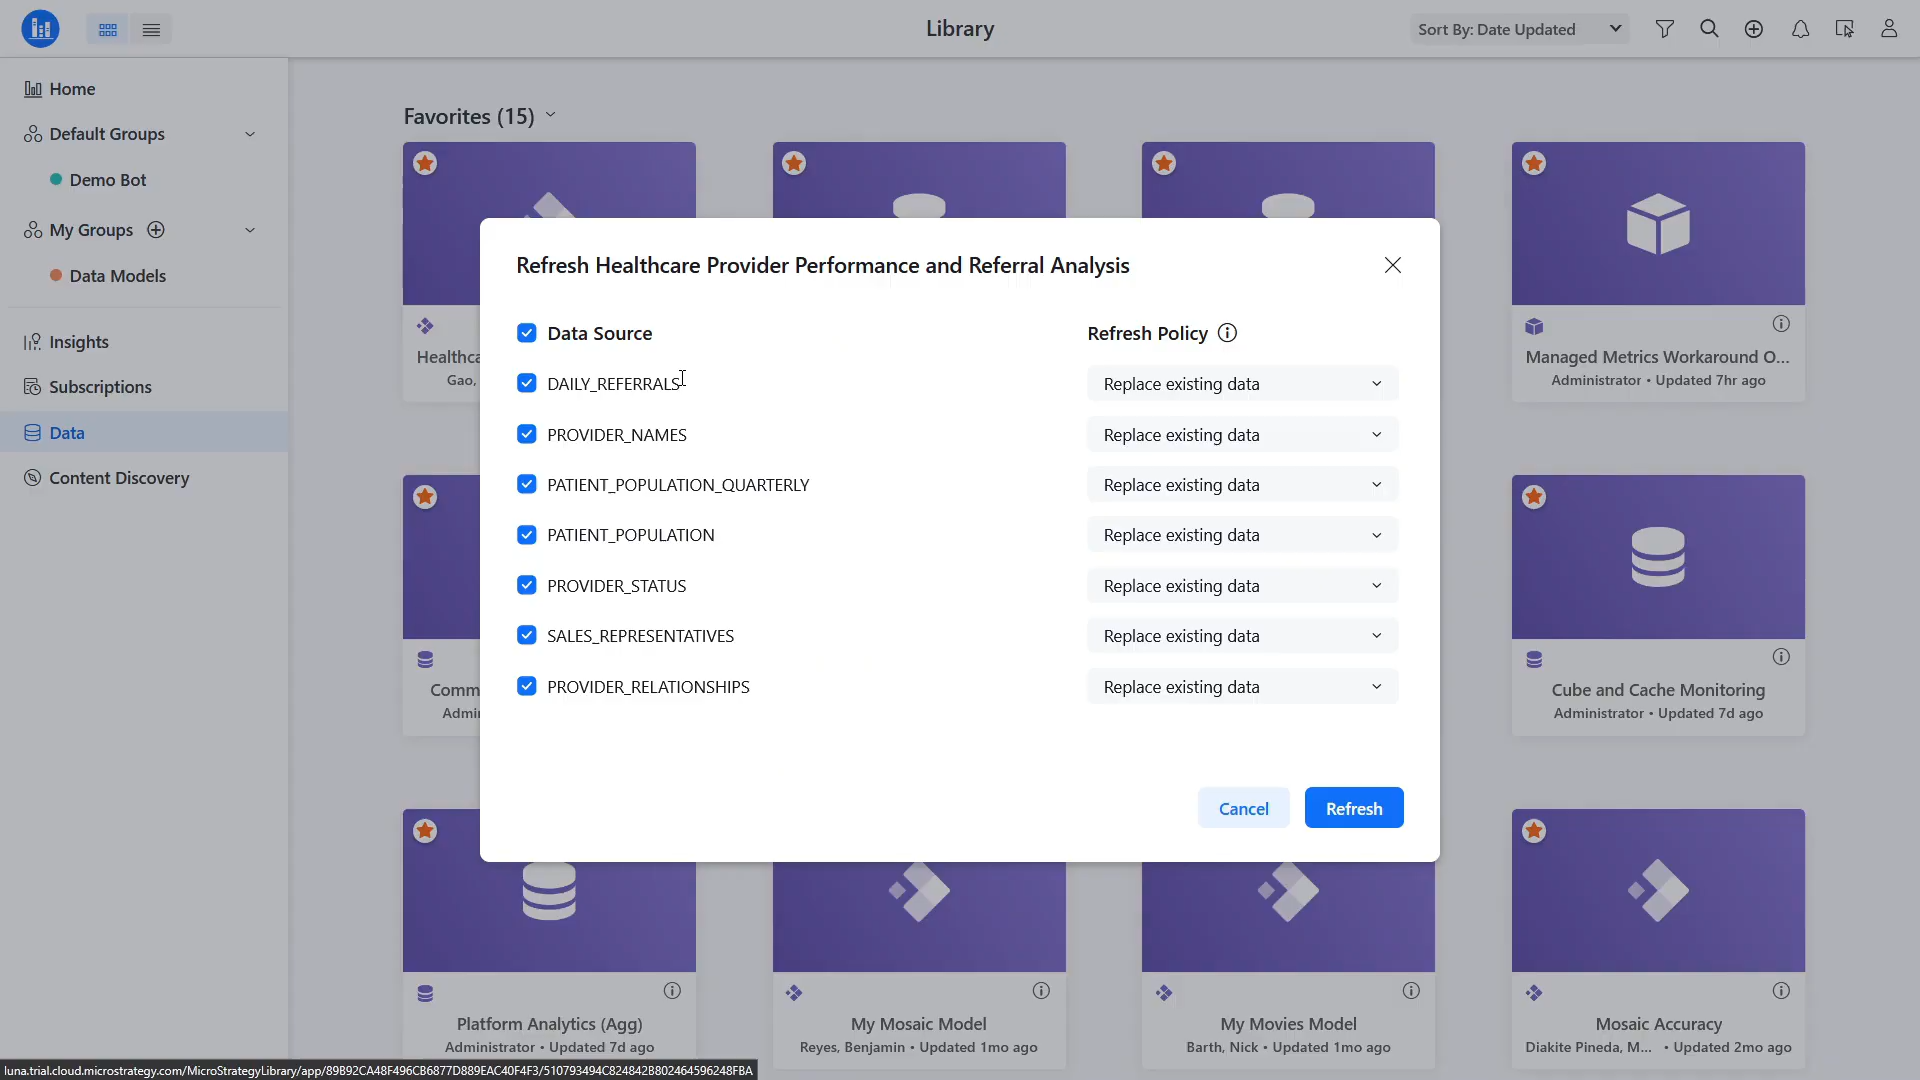 Library
Sort By: Date Updated
Home
Default Groups
Demo Bot
My Groups
Data Models
Insights
Subscriptions
Data
Content Discovery
Favorites (15)
Healthca
Gao,
Managed Metrics Workaround O...
Administrator • Updated 7hr ago
Refresh Healthcare Provider Performance and Referral Analysis
Data Source
Refresh Policy
DAILY_REFERRALS
Replace existing data
PROVIDER_NAMES
Replace existing data
PATIENT_POPULATION_QUARTERLY
Replace existing data
PATIENT_POPULATION
Replace existing data
PROVIDER_STATUS
Replace existing data
SALES_REPRESENTATIVES
Replace existing data
PROVIDER_RELATIONSHIPS
Replace existing data
Cancel
Refresh
Comm
Admin
Cube and Cache Monitoring
Administrator • Updated 7d ago
Platform Analytics (Agg)
Administrator • Updated 7d ago
My Mosaic Model
Reyes, Benjamin • Updated 1mo ago
My Movies Model
Barth, Nick • Updated 1mo ago
Mosaic Accuracy
Diakite Pineda, M... • Updated 2mo ago
luna.trial.cloud.microstrategy.com/MicroStrategyLibrary/app/89B92CA48F496CB6877D889EAC40F4F3/510793494C824842B802464596248FBA